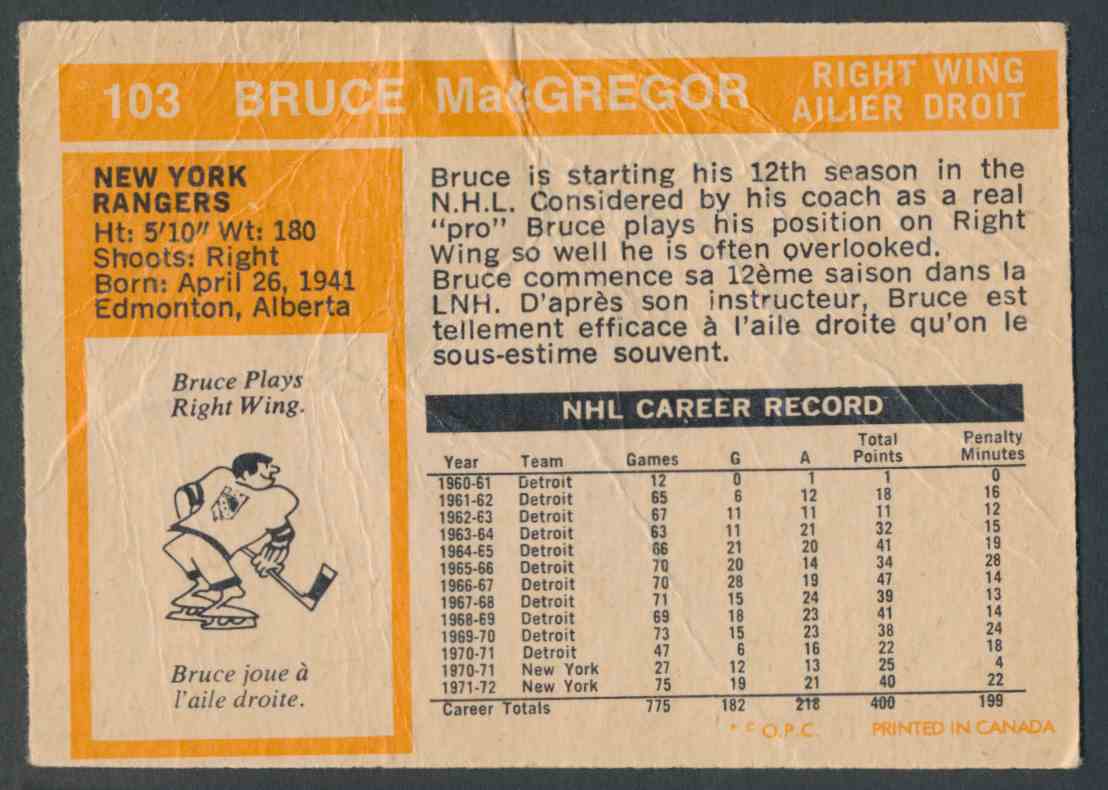 103 BRUCE MacGREGOR RIGHT WING
AILIER DROIT
NEW YORK
RANGERS
Ht: 5'10" Wt: 180
Shoots: Right
Born: April 26, 1941
Edmonton, Alberta
Bruce Plays
Right Wing.
Bruce joue à
l'aile droite.
Bruce is starting his 12th season in the
N.H.L. Considered by his coach as a real
"pro" Bruce plays his position on Right
Wing so well he is often overlooked.
Bruce commence sa 12ème saison dans la
LNH. D'après son instructeur, Bruce est
tellement efficace à l'aile droite qu'on le
sous-estime souvent.
NHL CAREER RECORD
Year Team Games G A Total Points Penalty Minutes
1960-61 Detroit 12 0 1 1 0
1961-62 Detroit 65 6 12 18 16
1962-63 Detroit 67 11 11 11 12
1963-64 Detroit 63 11 21 32 15
1964-65 Detroit 66 21 20 41 19
1965-66 Detroit 70 20 14 34 28
1966-67 Detroit 70 28 19 47 14
1967-68 Detroit 71 15 24 39 13
1968-69 Detroit 69 18 23 41 14
1969-70 Detroit 73 15 23 38 24
1970-71 Detroit 47 6 16 22 18
1970-71 New York 27 12 13 25 4
1971-72 New York 75 19 21 40 22
Career Totals 775 182 218 400 199
* © O.P.C. PRINTED IN CANADA